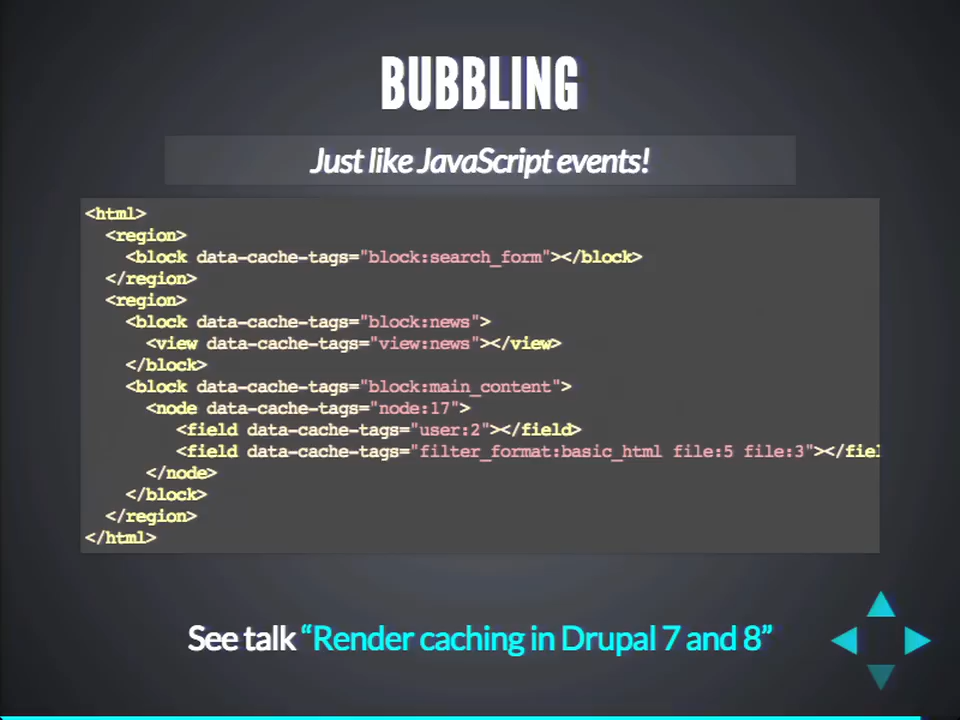 BUBBLING
Just like JavaScript events!
<html>
  <region>
    <block data-cache-tags="block:search_form"></block>
  </region>
  <region>
    <block data-cache-tags="block:news">
      <view data-cache-tags="view:news"></view>
    </block>
    <block data-cache-tags="block:main_content">
      <node data-cache-tags="node:17">
         <field data-cache-tags="user:2"></field>
         <field data-cache-tags="filter_format:basic_html file:5 file:3"></fiel
      </node>
    </block>
  </region>
</html>
See talk “Render caching in Drupal 7 and 8”